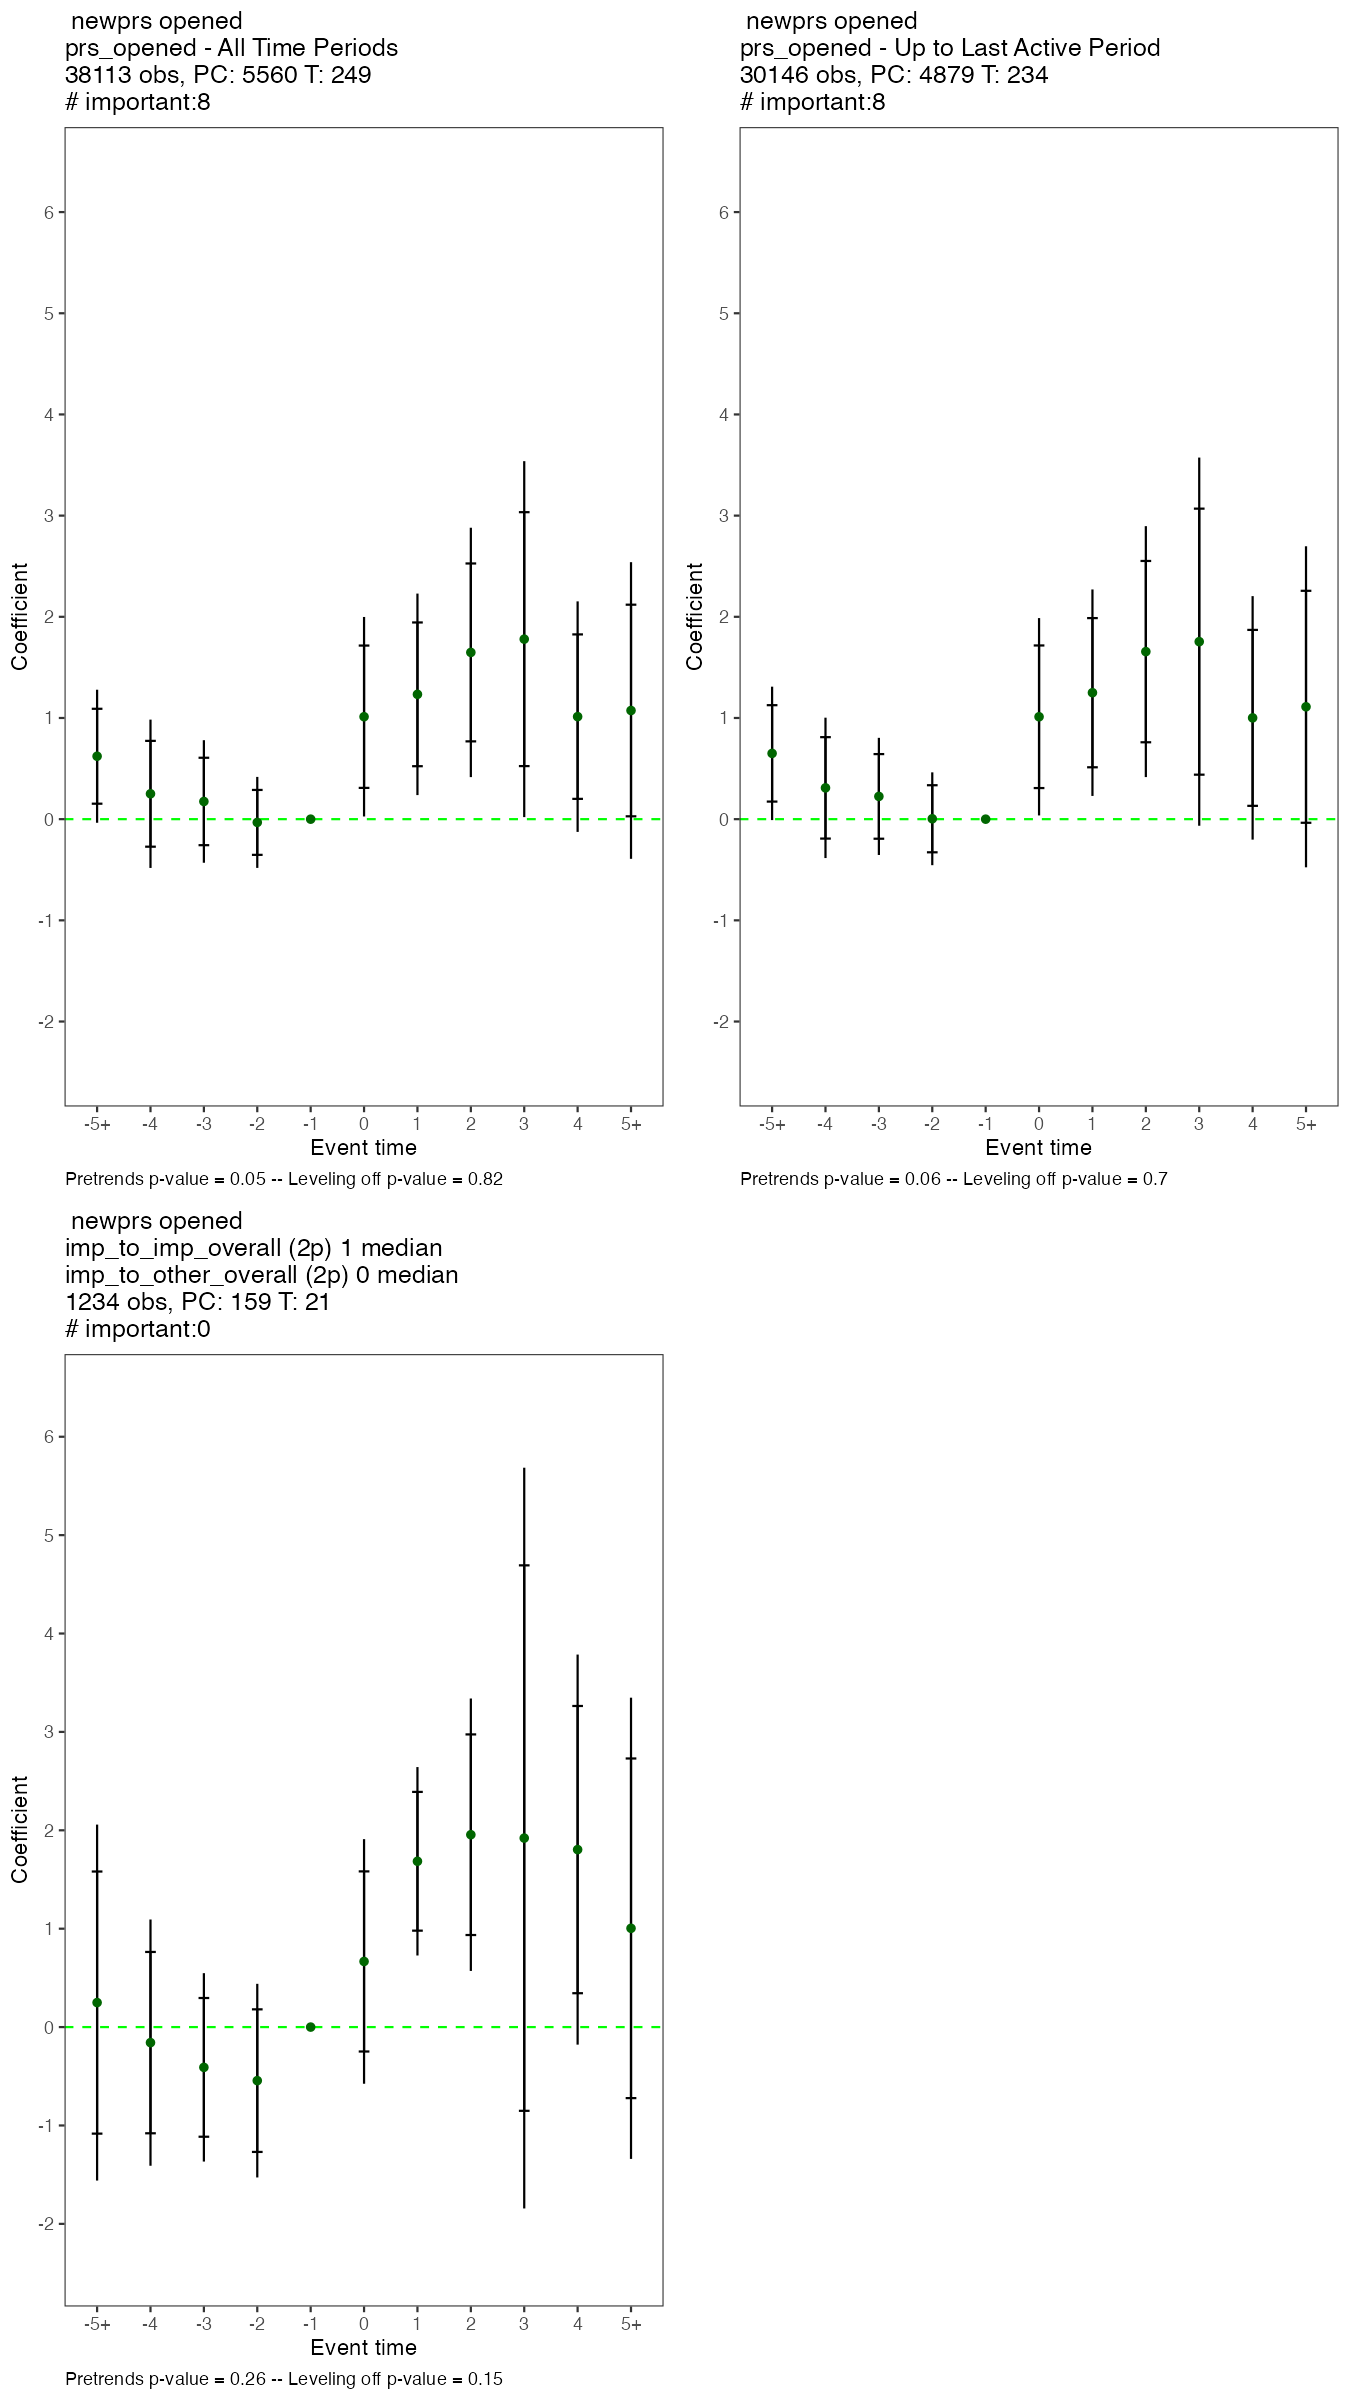 newprs opened
prs_opened - All Time Periods
38113 obs, PC: 5560 T: 249
# important:8
Coefficient
6
5
4
3
2
1
0
-1
-2
-5+ -4 -3 -2 -1 0 1 2 3 4 5+
Event time
Pretrends p-value = 0.05 -- Leveling off p-value = 0.82
newprs opened
prs_opened - Up to Last Active Period
30146 obs, PC: 4879 T: 234
# important:8
Coefficient
6
5
4
3
2
1
0
-1
-2
-5+ -4 -3 -2 -1 0 1 2 3 4 5+
Event time
Pretrends p-value = 0.06 -- Leveling off p-value = 0.7
newprs opened
imp_to_imp_overall (2p) 1 median
imp_to_other_overall (2p) 0 median
1234 obs, PC: 159 T: 21
# important:0
Coefficient
6
5
4
3
2
1
0
-1
-2
-5+ -4 -3 -2 -1 0 1 2 3 4 5+
Event time
Pretrends p-value = 0.26 -- Leveling off p-value = 0.15